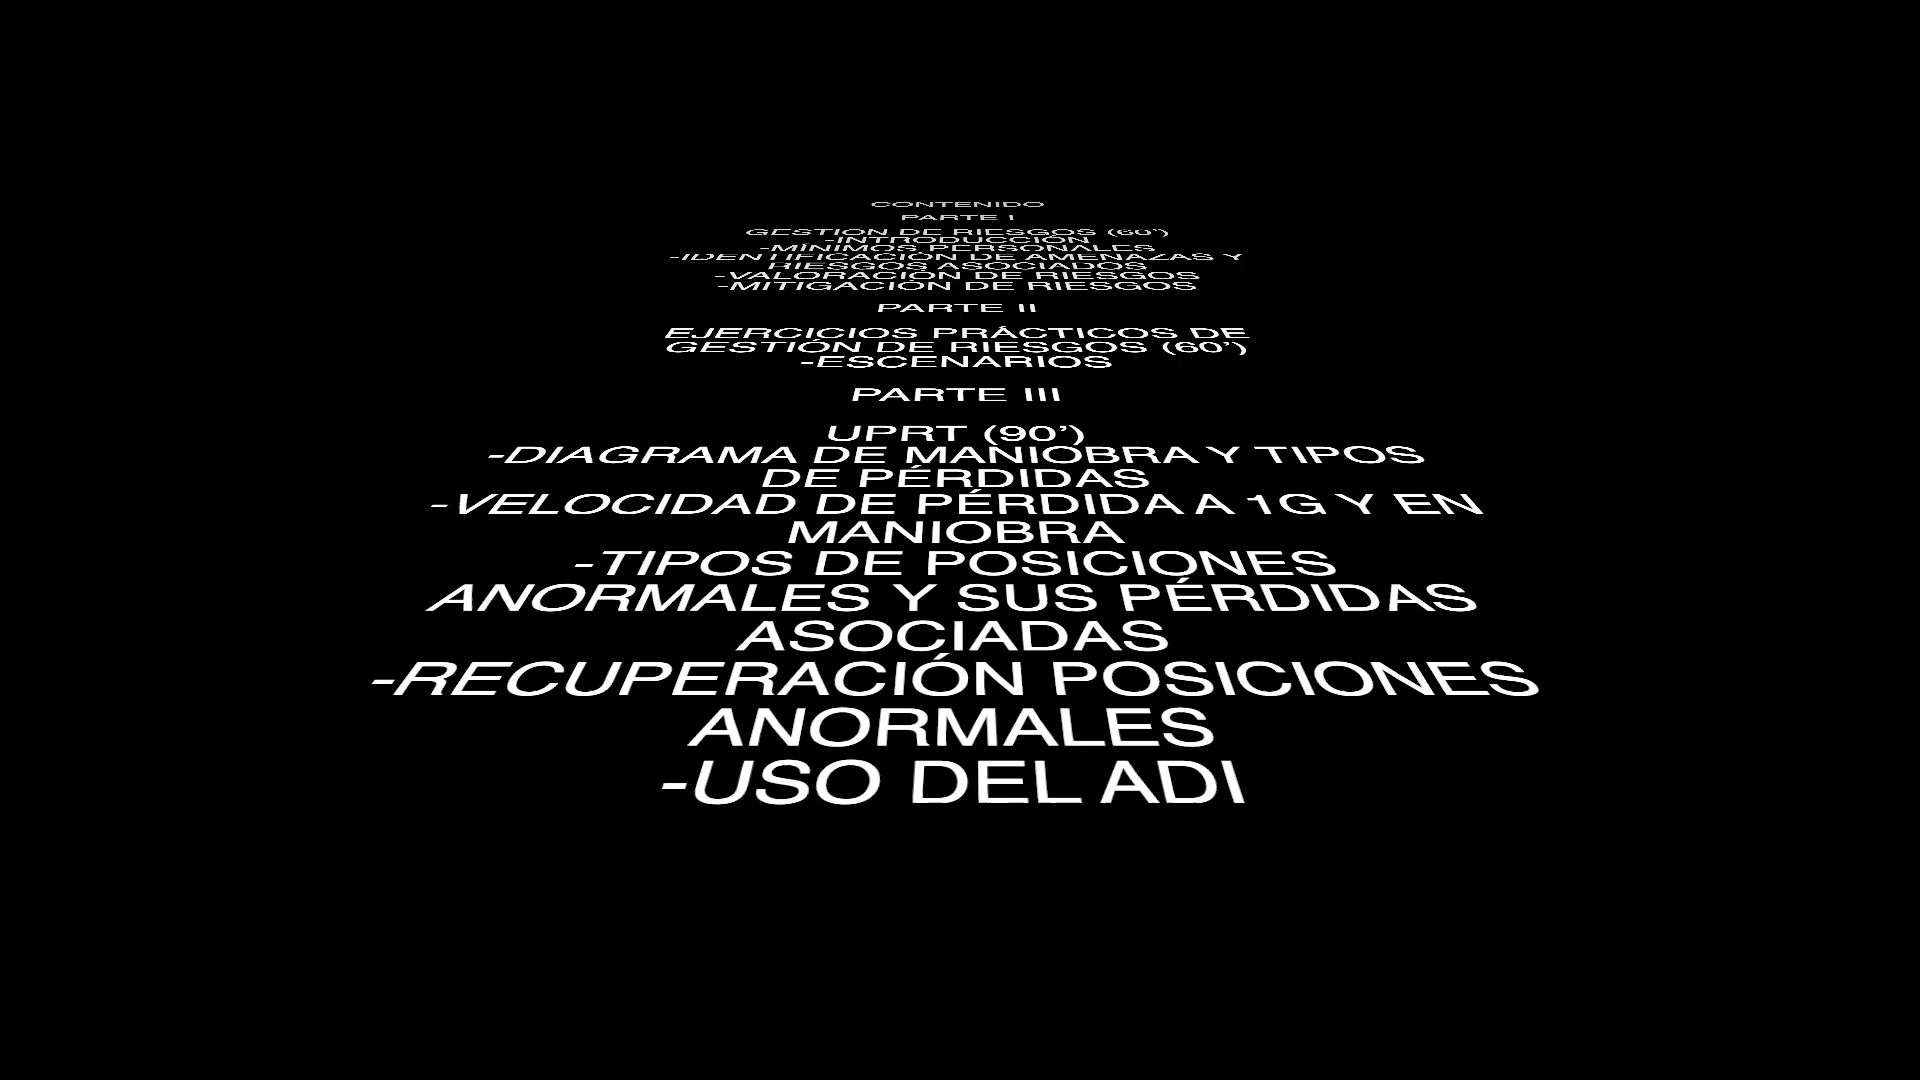 CONTENIDO
PARTE I
GESTIÓN DE RIESGOS (60’)
-INTRODUCCIÓN
-MÍNIMOS PERSONALES
-IDENTIFICACIÓN DE AMENAZAS Y
RIESGOS ASOCIADOS
-VALORACIÓN DE RIESGOS
-MITIGACIÓN DE RIESGOS
PARTE II
EJERCICIOS PRÁCTICOS DE
GESTIÓN DE RIESGOS (60’)
-ESCENARIOS
PARTE III
UPRT (90’)
-DIAGRAMA DE MANIOBRA Y TIPOS
DE PÉRDIDAS
-VELOCIDAD DE PÉRDIDA A 1G Y EN
MANIOBRA
-TIPOS DE POSICIONES
ANORMALES Y SUS PÉRDIDAS
ASOCIADAS
-RECUPERACIÓN POSICIONES
ANORMALES
-USO DEL ADI